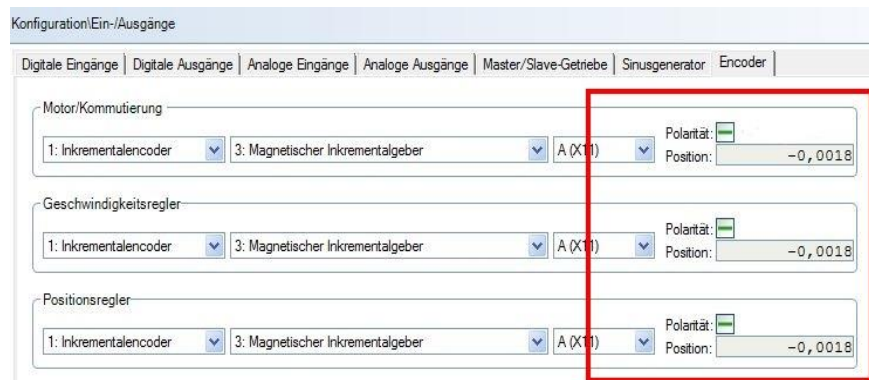 Konfiguration\Ein-/Ausgänge
Digitale Eingänge Digitale Ausgänge Analoge Eingänge Analoge Ausgänge Master/Slave-Getriebe Sinusgenerator Encoder
Motor/Kommutierung
Polarität:
1: Inkrementalencoder 3: Magnetischer Inkrementalgeber A (X11) Position: -0,0018
Geschwindigkeitsregler
Polarität:
1: Inkrementalencoder 3: Magnetischer Inkrementalgeber A (X11) Position: -0,0018
Positionsregler
Polarität:
1: Inkrementalencoder 3: Magnetischer Inkrementalgeber A (X11) Position: -0,0018